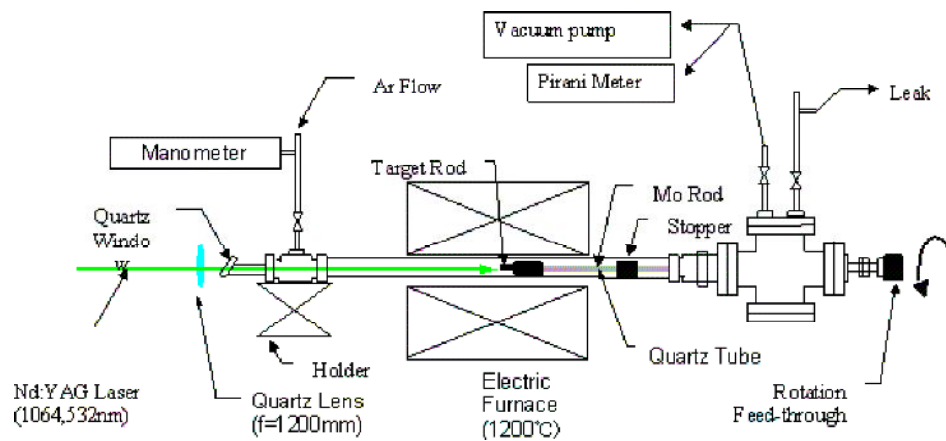 Vacuum pump
Pirani Meter
Ar Flow
Leak
Manometer
Target Rod
Mo Rod
Stopper
Quartz
Windo
w
Holder
Quartz Tube
Nd:YAG Laser
(1064,532nm)
Quartz Lens
(f=1200mm)
Electric
Furnace
(1200℃)
Rotation
Feed-through